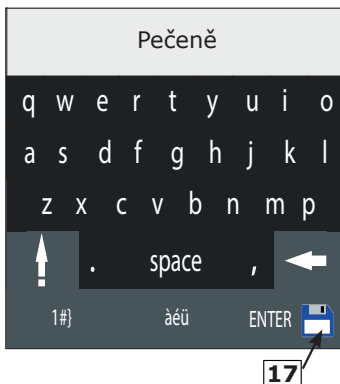 Pečeně
q w e r t y u i o
a s d f g h j k l
z x c v b n m p
. space ,
1#} àéü ENTER
17